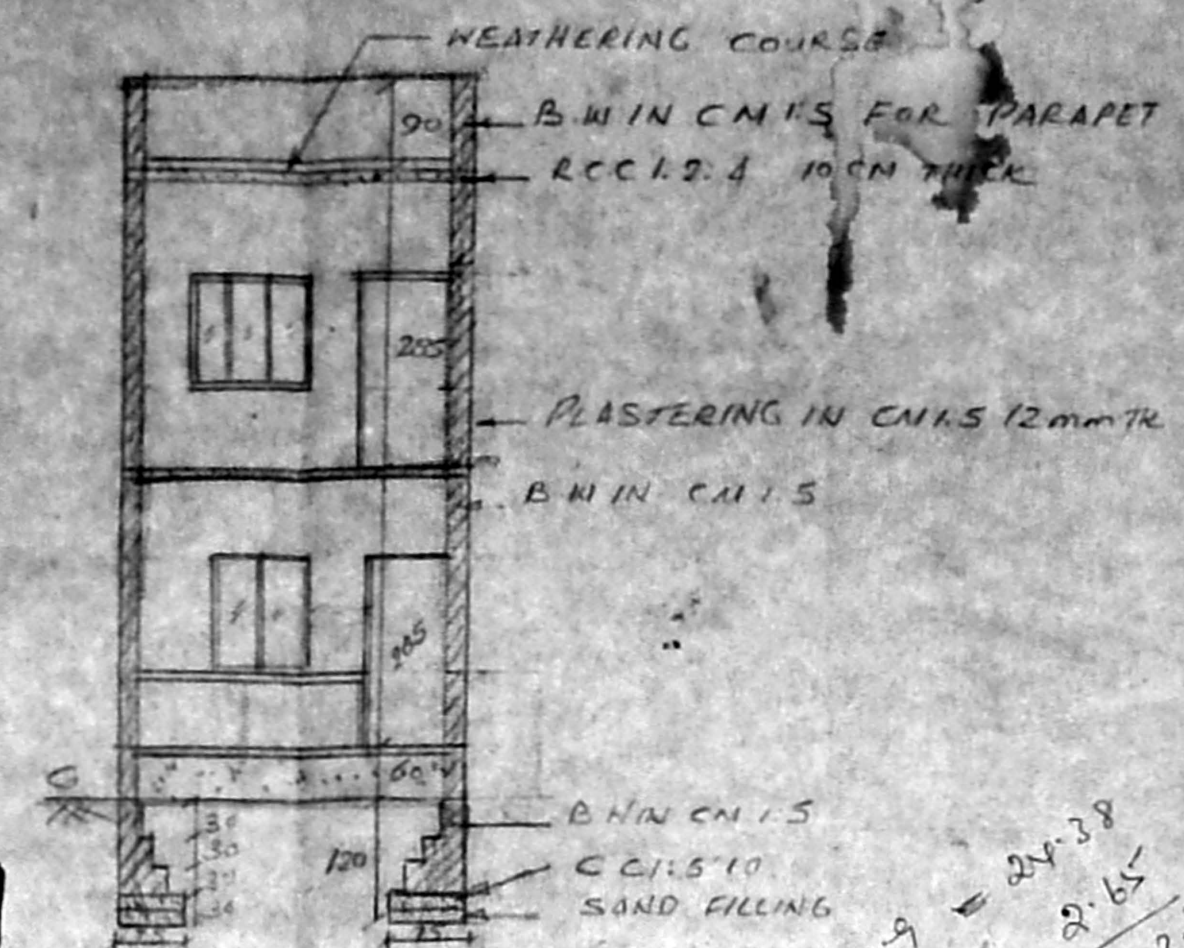 WEATHERING COURSE
90
B.W IN CM 1:5 FOR PARAPET
RCC 1:2:4 10 CM THICK
285
PLASTERING IN CM 1:5 12mm TK
B W IN CM 1:5
285
60
G
B W IN CM 1:5
30
30
120
C C 1:5:10
SAND FILLING
75
75
24.38
2.65